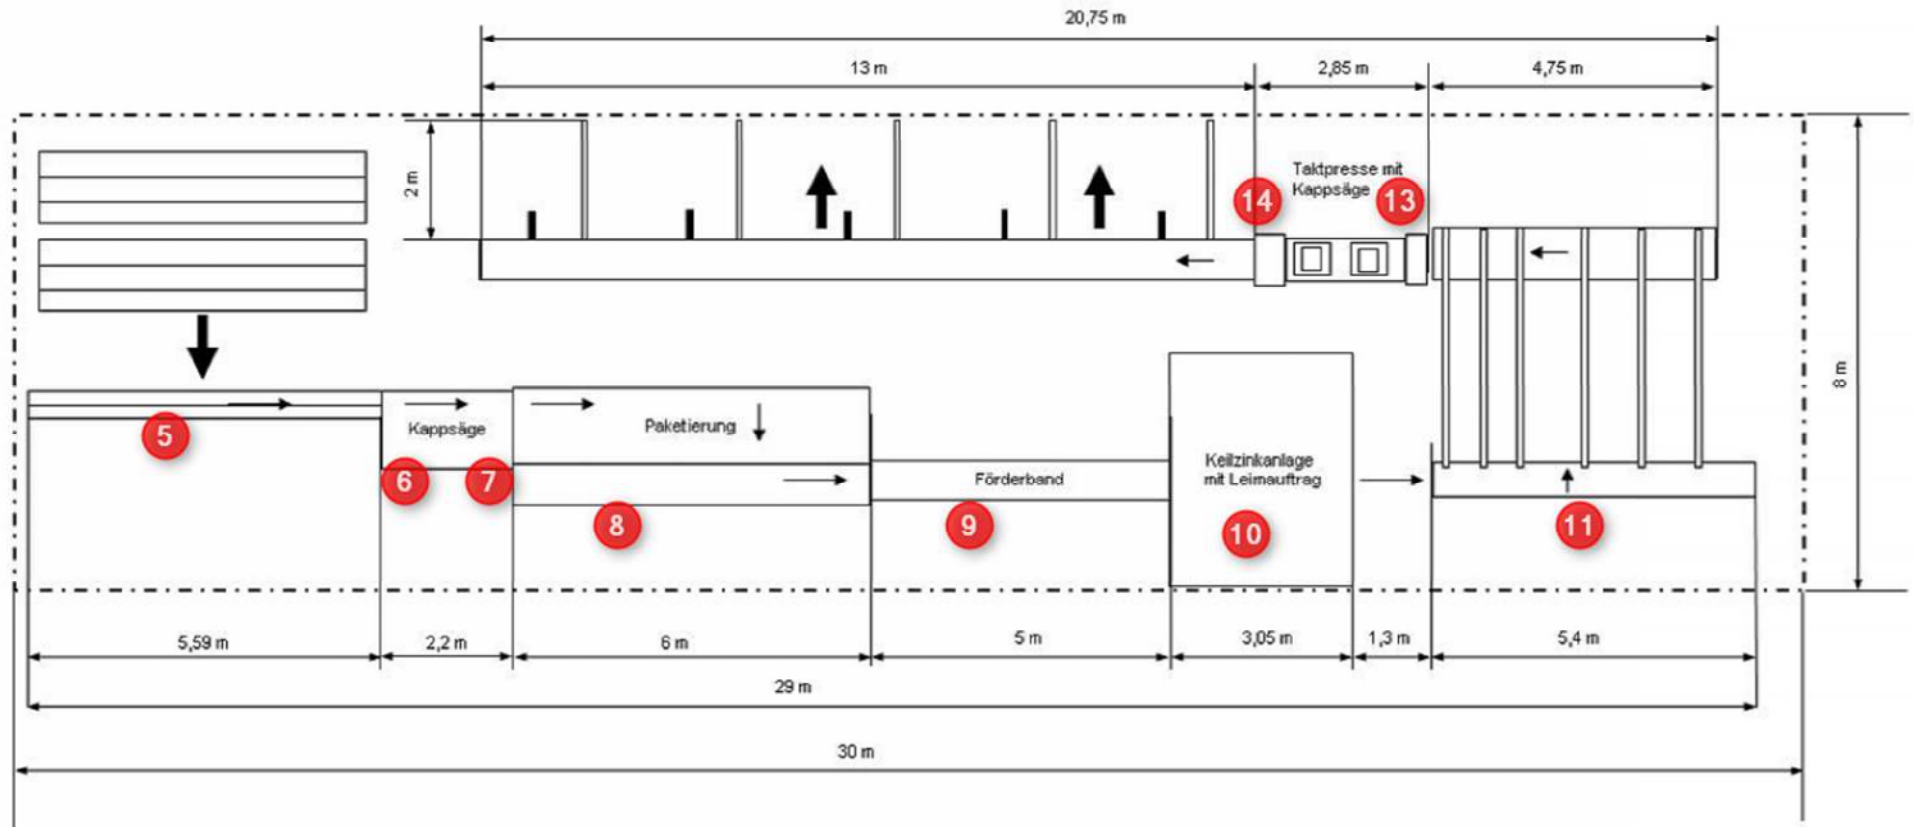 20,75 m
13 m
2,85 m
4,75 m
2 m
Taktpresse mit
Kappsäge
14
13
8 m
5
Kappsäge
6
7
Paketierung
8
Förderband
9
Keilzinkanlage
mit Leimauftrag
10
11
5,59 m
2,2 m
6 m
5 m
3,05 m
1,3 m
5,4 m
29 m
30 m